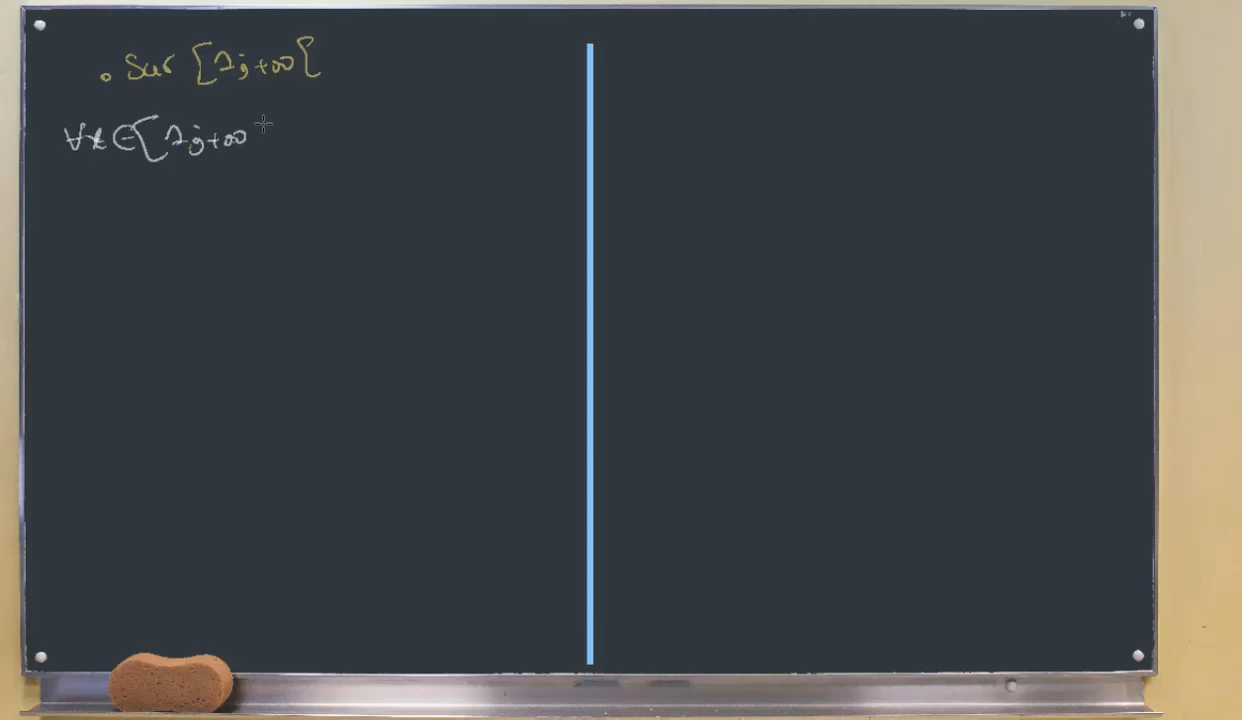 • Sur [1; +∞[
∀x ∈ [1; +∞